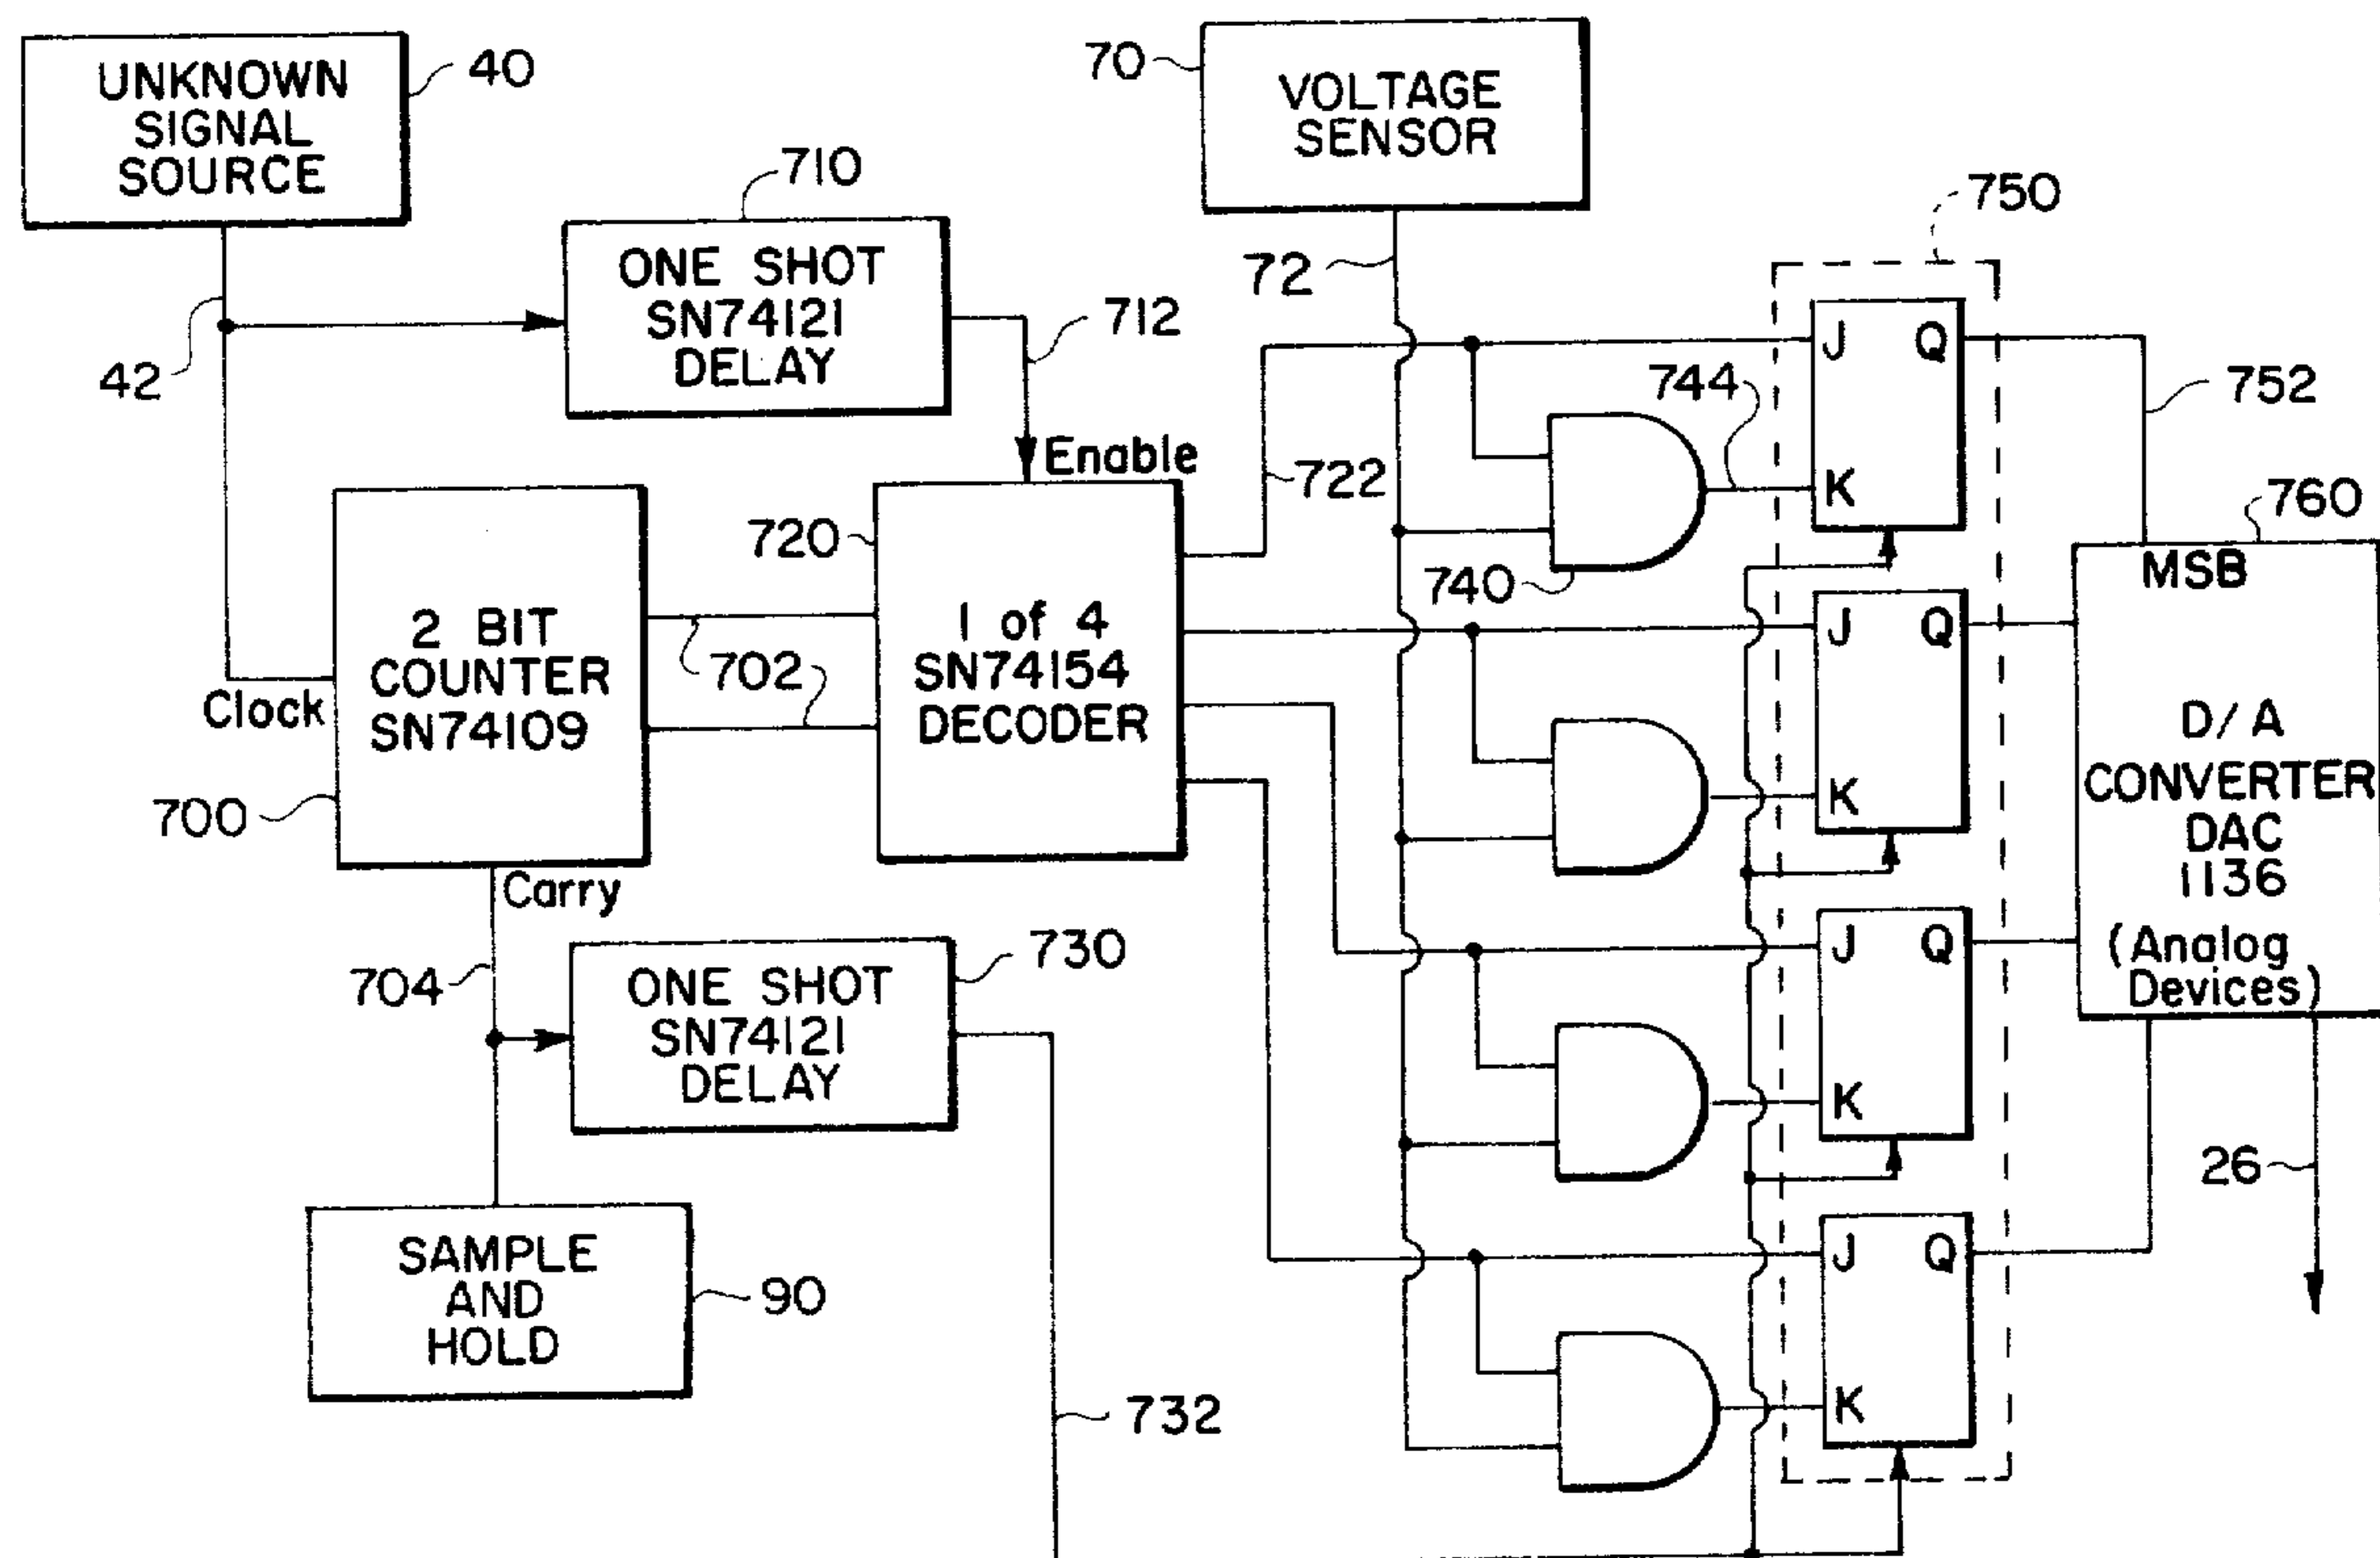 UNKNOWN
SIGNAL
SOURCE
40
42
710
ONE SHOT
SN74121
DELAY
712
Enable
70
VOLTAGE
SENSOR
72
750
J Q
K
744
752
722
740
760
MSB
D/A
CONVERTER
DAC
1136
(Analog
Devices)
26
2 BIT
COUNTER
SN74109
Clock
700
702
720
1 of 4
SN74154
DECODER
Carry
704
730
ONE SHOT
SN74121
DELAY
732
SAMPLE
AND
HOLD
90
J Q
K
J Q
K
J Q
K